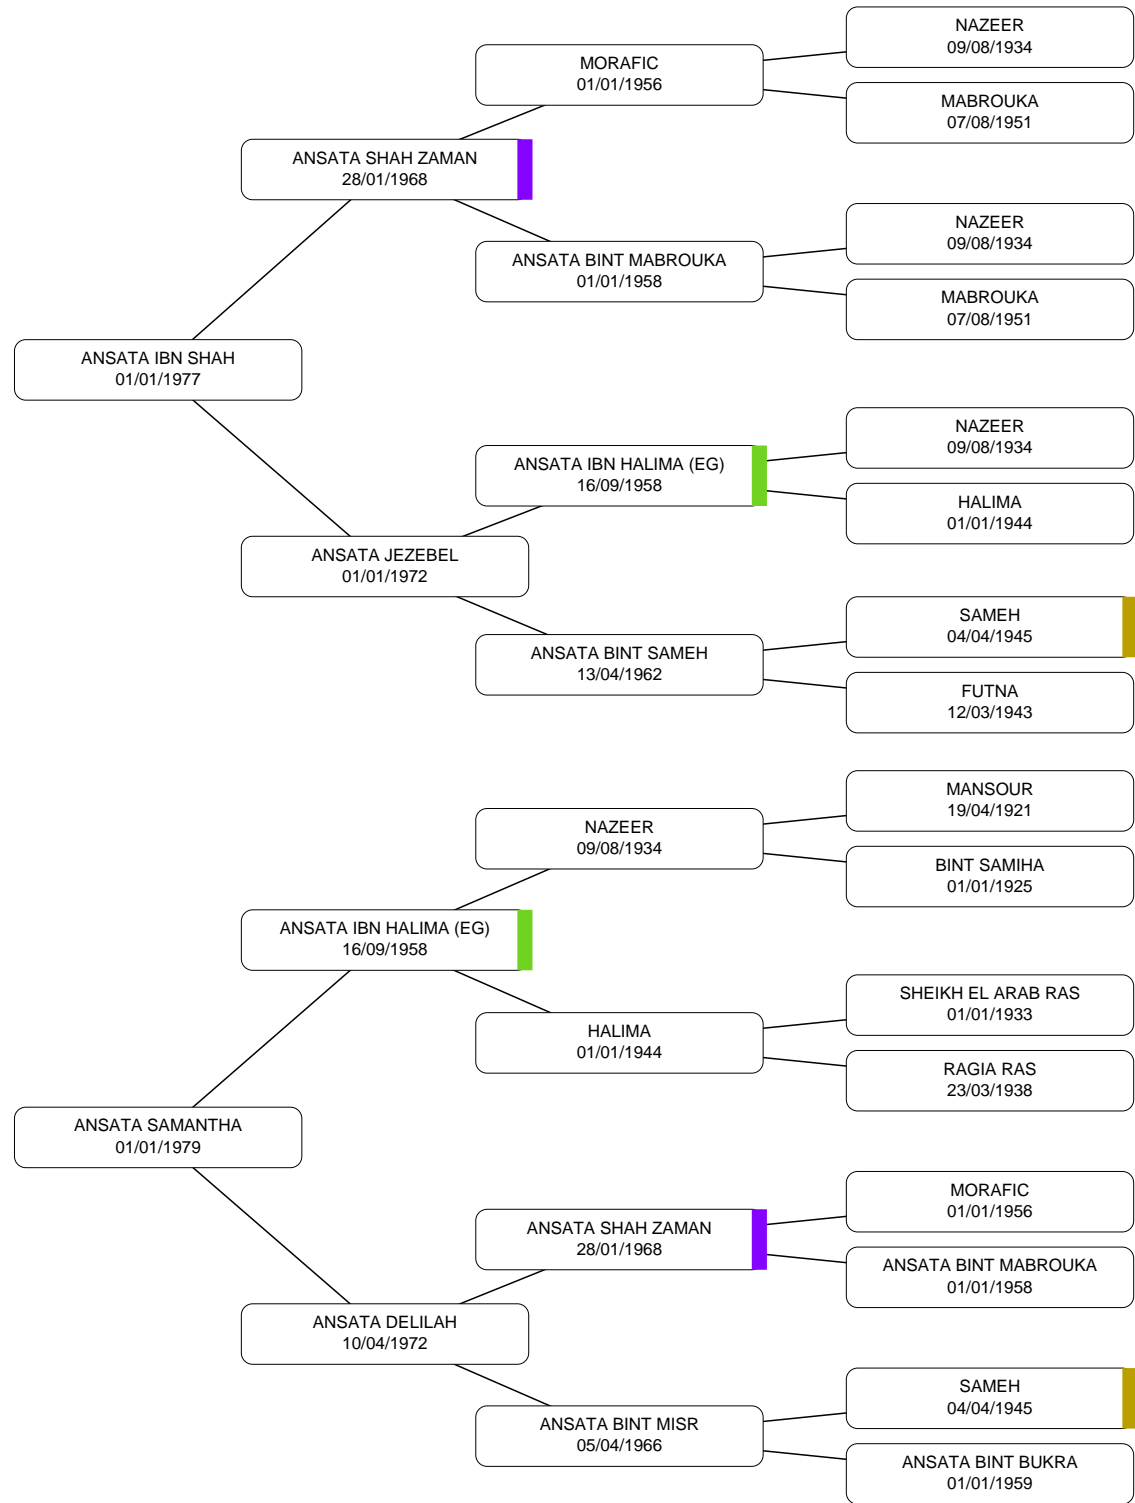 NAZEER
09/08/1934
MORAFIC
01/01/1956
MABROUKA
07/08/1951
ANSATA SHAH ZAMAN
28/01/1968
NAZEER
09/08/1934
ANSATA BINT MABROUKA
01/01/1958
MABROUKA
07/08/1951
ANSATA IBN SHAH
01/01/1977
NAZEER
09/08/1934
ANSATA IBN HALIMA (EG)
16/09/1958
HALIMA
01/01/1944
ANSATA JEZEBEL
01/01/1972
SAMEH
04/04/1945
ANSATA BINT SAMEH
13/04/1962
FUTNA
12/03/1943
MANSOUR
19/04/1921
NAZEER
09/08/1934
BINT SAMIHA
01/01/1925
ANSATA IBN HALIMA (EG)
16/09/1958
SHEIKH EL ARAB RAS
01/01/1933
HALIMA
01/01/1944
RAGIA RAS
23/03/1938
ANSATA SAMANTHA
01/01/1979
MORAFIC
01/01/1956
ANSATA SHAH ZAMAN
28/01/1968
ANSATA BINT MABROUKA
01/01/1958
ANSATA DELILAH
10/04/1972
SAMEH
04/04/1945
ANSATA BINT MISR
05/04/1966
ANSATA BINT BUKRA
01/01/1959